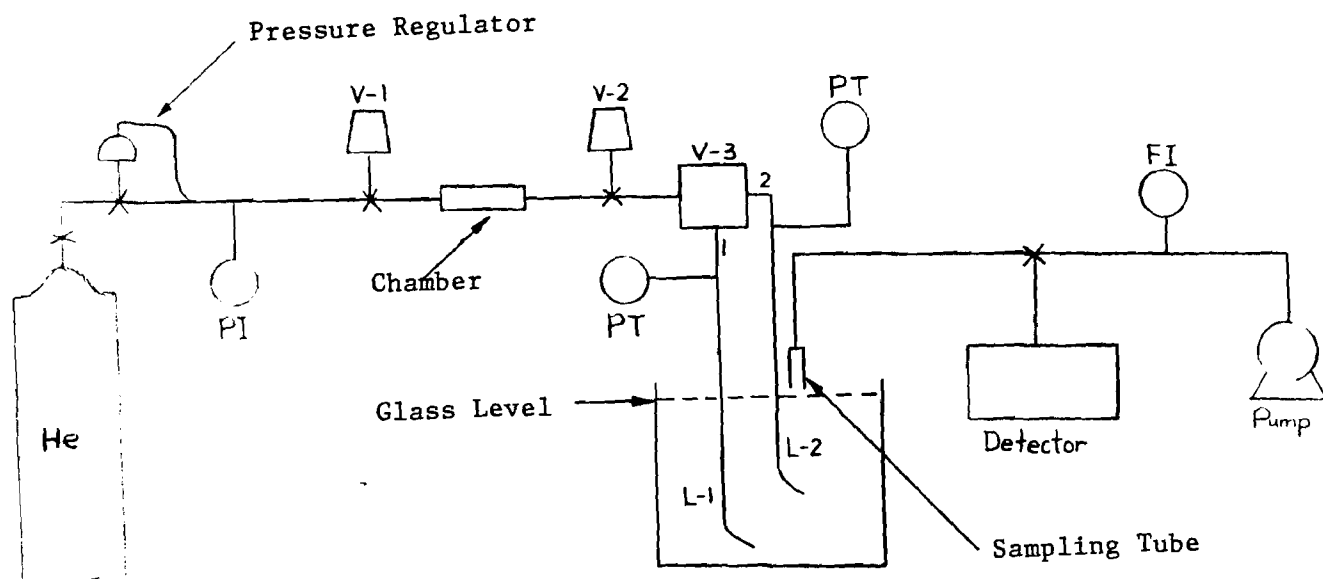 Pressure Regulator
V-1
V-2
PT
V-3
2
FI
1
Chamber
PI
PT
Glass Level
He
L-2
L-1
Detector
Pump
Sampling Tube